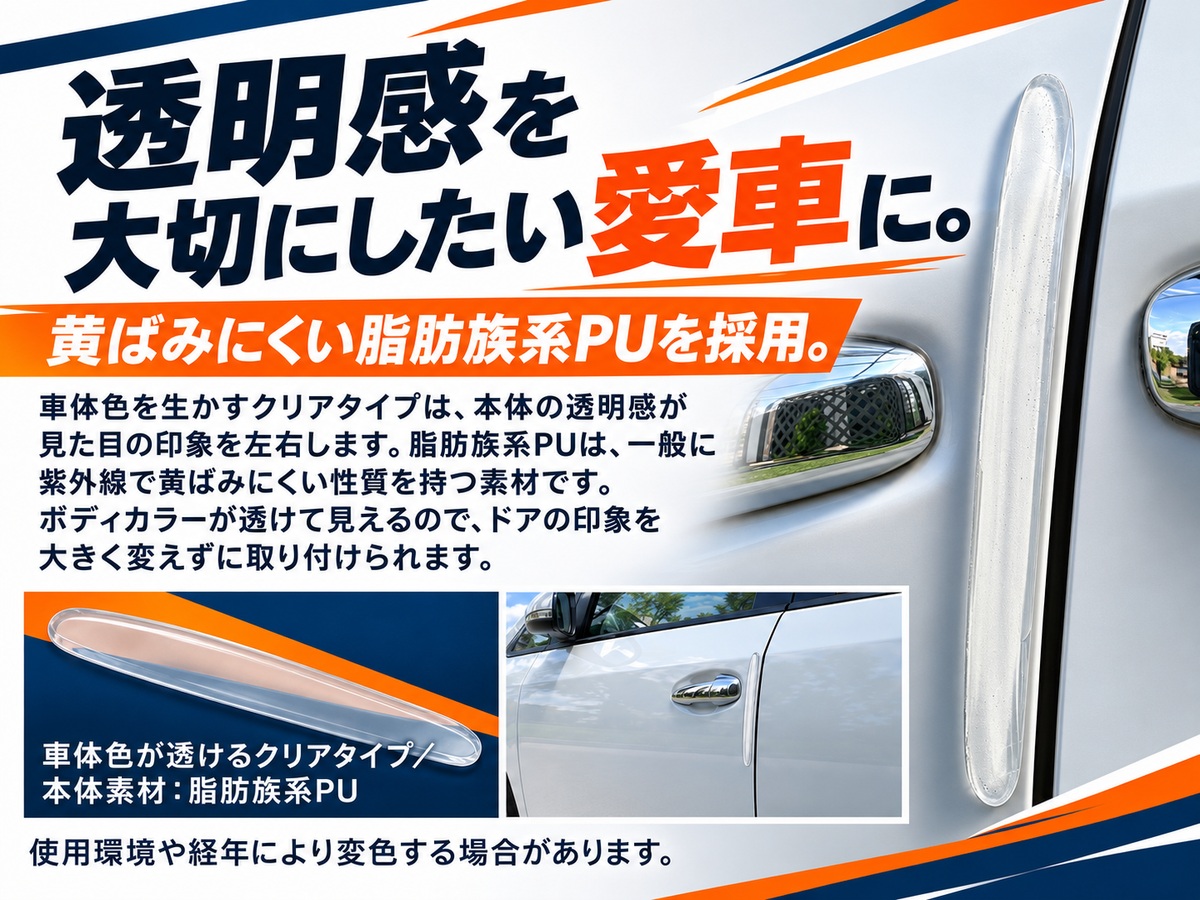 透明感を
大切にしたい愛車に。
黄ばみにくい脂肪族系PUを採用。
車体色を生かすクリアタイプは、本体の透明感が
見た目の印象を左右します。脂肪族系PUは、一般に
紫外線で黄ばみにくい性質を持つ素材です。
ボディカラーが透けて見えるので、ドアの印象を
大きく変えずに取り付けられます。
車体色が透けるクリアタイプ/
本体素材：脂肪族系PU
使用環境や経年により変色する場合があります。